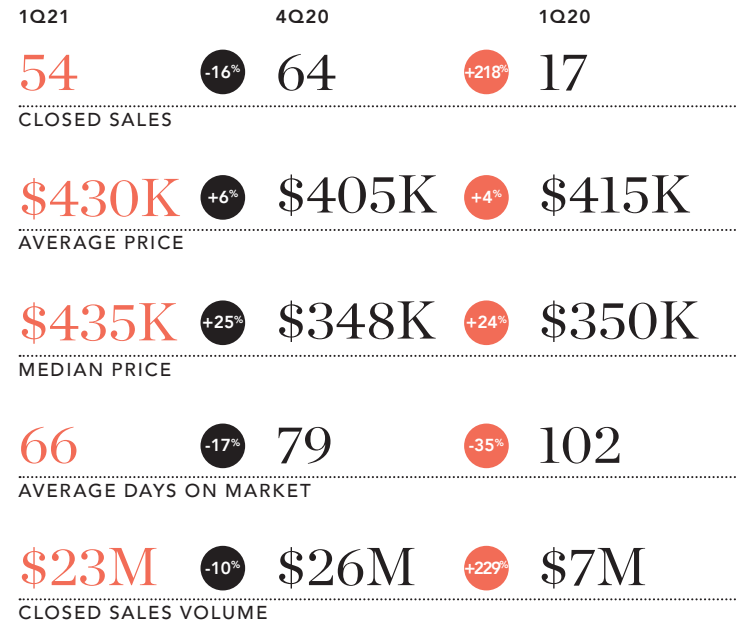 1Q21 4Q20 1Q20
54 -16% 64 +218% 17
CLOSED SALES
$430K +6% $405K +4% $415K
AVERAGE PRICE
$435K +25% $348K +24% $350K
MEDIAN PRICE
66 -17% 79 -35% 102
AVERAGE DAYS ON MARKET
$23M -10% $26M +229% $7M
CLOSED SALES VOLUME